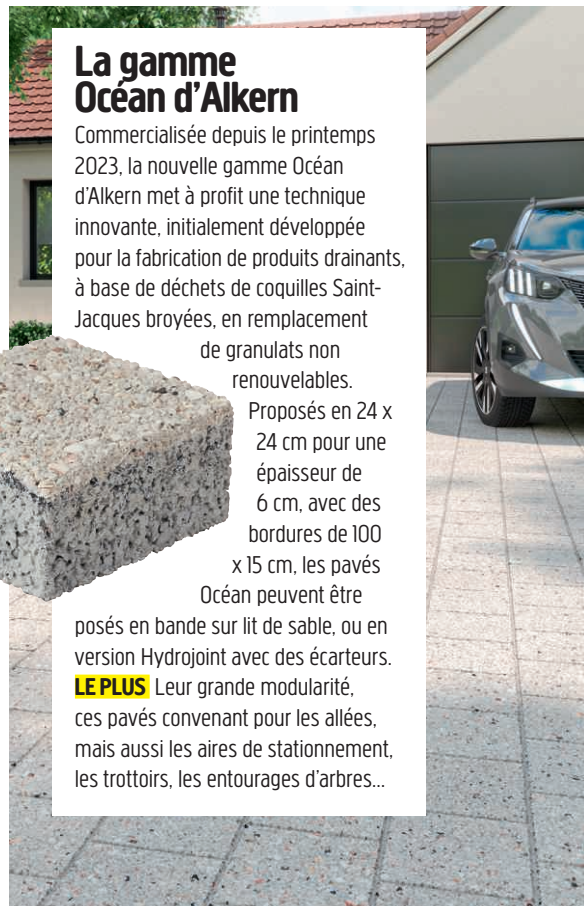 La gamme
Océan d'Alkern
Commercialisée depuis le printemps
2023, la nouvelle gamme Océan
d'Alkern met à profit une technique
innovante, initialement développée
pour la fabrication de produits drainants,
à base de déchets de coquilles Saint-
Jacques broyées, en remplacement
de granulats non
renouvelables.
Proposés en 24 x
24 cm pour une
épaisseur de
6 cm, avec des
bordures de 100
x 15 cm, les pavés
Océan peuvent être
posés en bande sur lit de sable, ou en
version Hydrojoint avec des écarteurs.
LE PLUS Leur grande modularité,
ces pavés convenant pour les allées,
mais aussi les aires de stationnement,
les trottoirs, les entourages d'arbres...